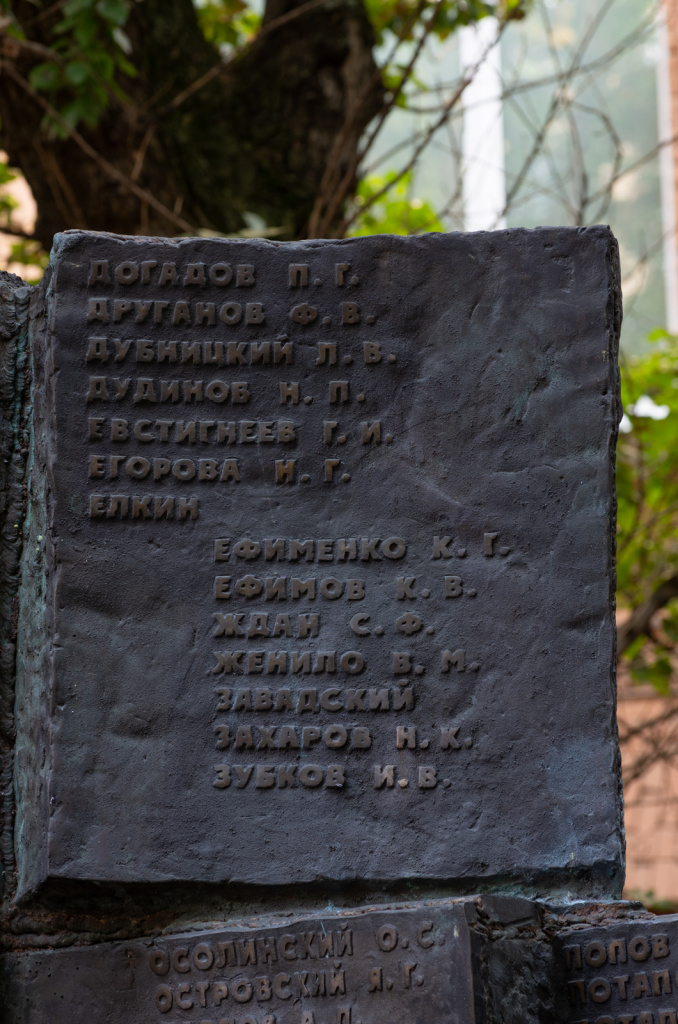 ДОГАДОВ П. Г.
ДРУГАНОВ Ф. В.
ДУБНИЦКИЙ Л. В.
ДУДИНОВ Н. П.
ЕВСТИГНЕЕВ Г. И.
ЕГОРОВА Н. Г.
ЕЛКИН
ЕФИМЕНКО К. Г.
ЕФИМОВ К. В.
ЖДАН С. Ф.
ЖЕНИЛО В. М.
ЗАВАДСКИЙ
ЗАХАРОВ Н. К.
ЗУБКОВ И. В.
ОСОЛИНСКИЙ О. С.
ОСТРОВСКИЙ Я. Г.
А. П.
ПОПОВ
ПОТАП